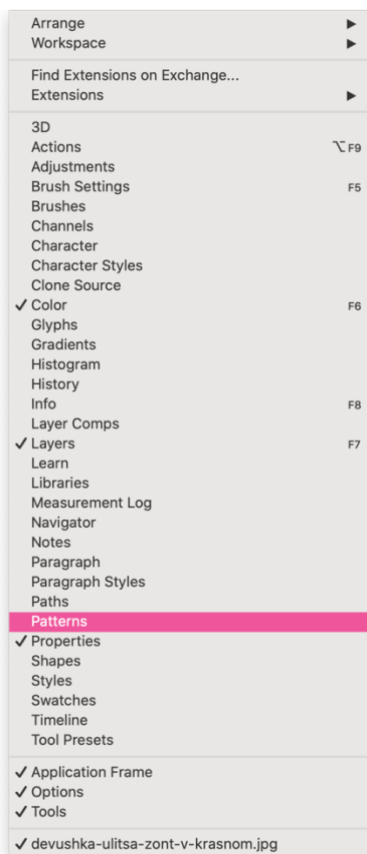 Arrange ▶
Workspace ▶
Find Extensions on Exchange...
Extensions ▶
3D
Actions ⌥F9
Adjustments
Brush Settings F5
Brushes
Channels
Character
Character Styles
Clone Source
✓ Color F6
Glyphs
Gradients
Histogram
History
Info F8
Layer Comps
✓ Layers F7
Learn
Libraries
Measurement Log
Navigator
Notes
Paragraph
Paragraph Styles
Paths
Patterns
✓ Properties
Shapes
Styles
Swatches
Timeline
Tool Presets
✓ Application Frame
✓ Options
✓ Tools
✓ devushka-ulitsa-zont-v-krasnom.jpg